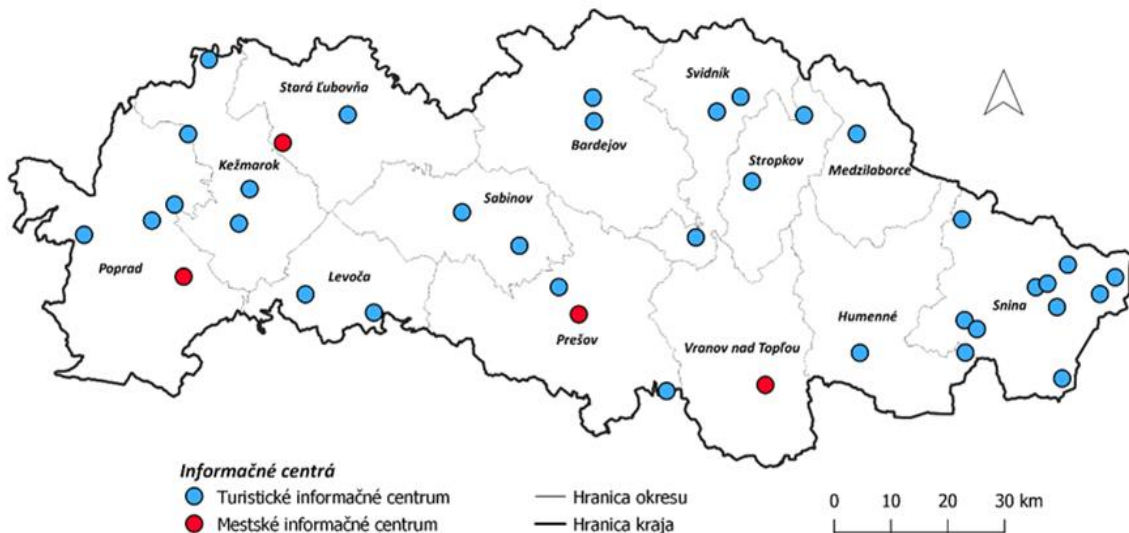 Svidník
Stará Ľubovňa
Bardejov
Stropkov
Medzilaborce
Kežmarok
Sabinov
Poprad
Levoča
Snina
Humenné
Prešov
Vranov nad Topľou
Informačné centrá
Turistické informačné centrum
Mestské informačné centrum
Hranica okresu
Hranica kraja
0 10 20 30 km